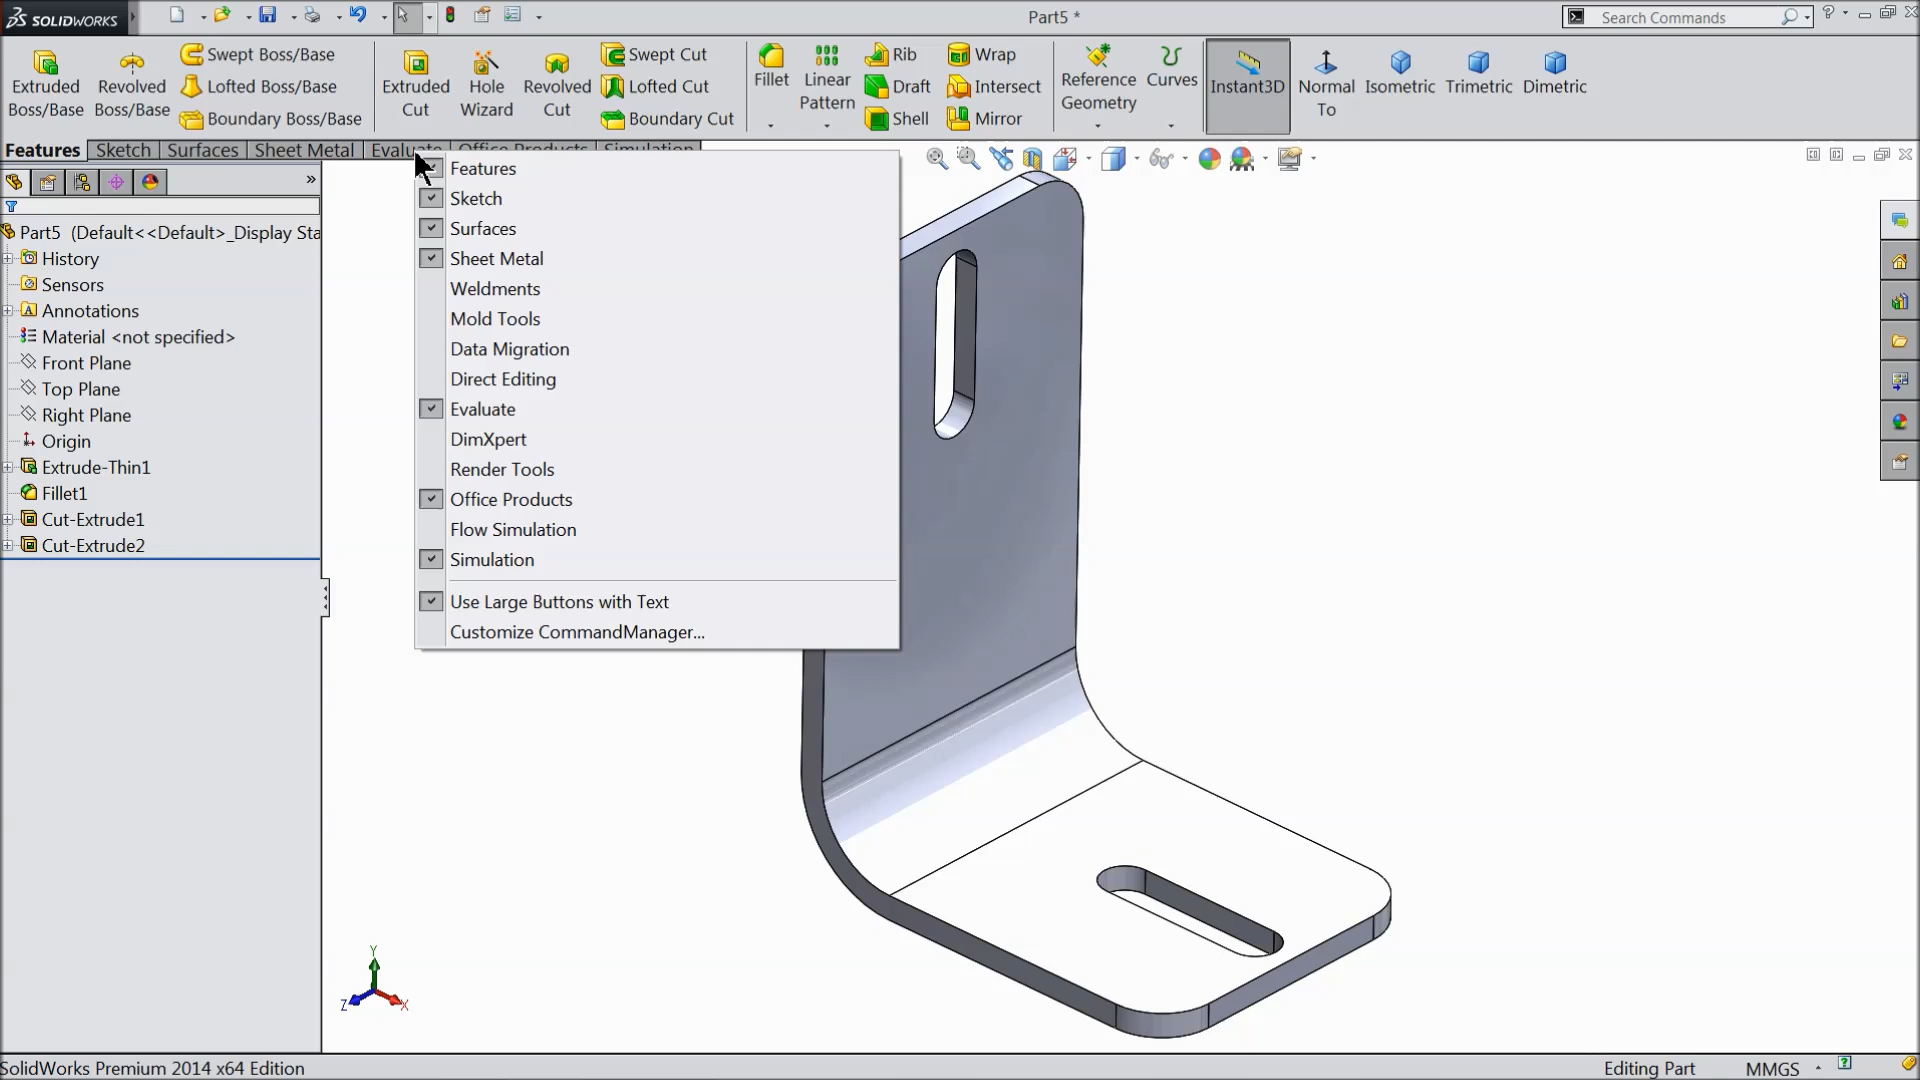 SOLIDWORKS
Part5 *
Search Commands
Extruded Boss/Base
Revolved Boss/Base
Swept Boss/Base
Lofted Boss/Base
Boundary Boss/Base
Extruded Cut
Hole Wizard
Revolved Cut
Swept Cut
Lofted Cut
Boundary Cut
Fillet
Linear Pattern
Rib
Draft
Shell
Wrap
Intersect
Mirror
Reference Geometry
Curves
Instant3D
Normal To
Isometric
Trimetric
Dimetric
Features Sketch Surfaces Sheet Metal Evaluate Office Products Simulation
Part5 (Default<<Default>_Display Sta
History
Sensors
Annotations
Material <not specified>
Front Plane
Top Plane
Right Plane
Origin
Extrude-Thin1
Fillet1
Cut-Extrude1
Cut-Extrude2
Features
Sketch
Surfaces
Sheet Metal
Weldments
Mold Tools
Data Migration
Direct Editing
Evaluate
DimXpert
Render Tools
Office Products
Flow Simulation
Simulation
Use Large Buttons with Text
Customize CommandManager...
Y
Z
X
SolidWorks Premium 2014 x64 Edition
Editing Part
MMGS